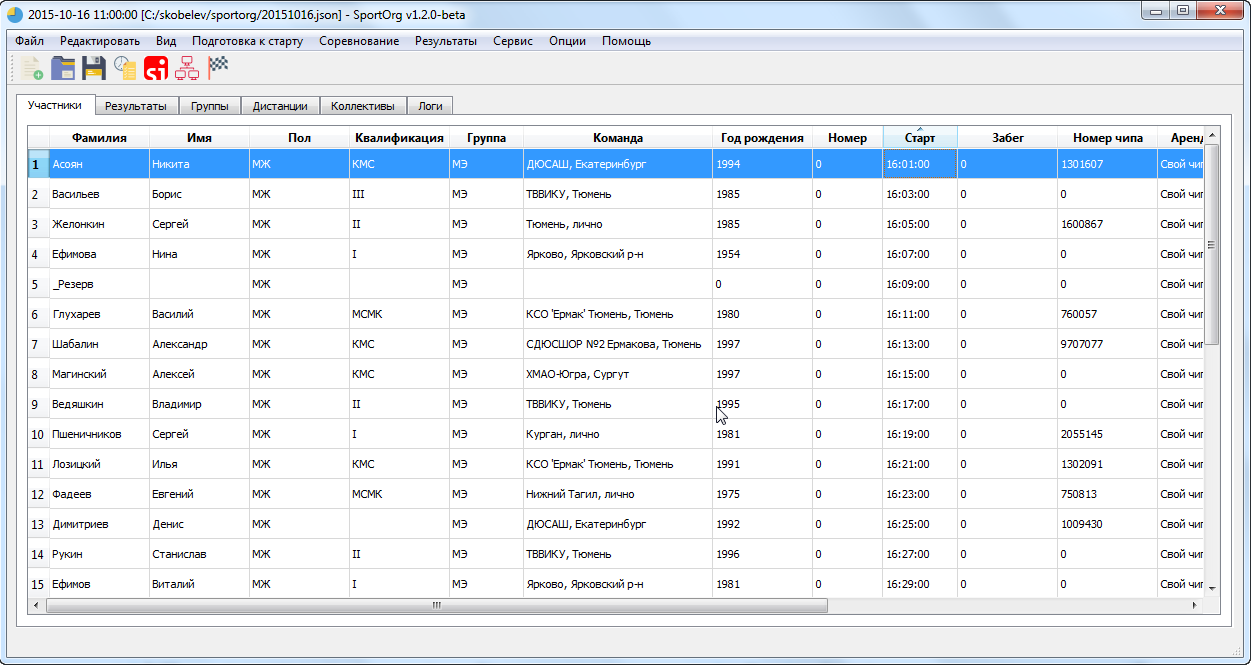 2015-10-16 11:00:00 [C:/skobelev/sportorg/20151016.json] - SportOrg v1.2.0-beta
Файл Редактировать Вид Подготовка к старту Соревнование Результаты Сервис Опции Помощь
Участники Результаты Группы Дистанции Коллективы Логи
Фамилия Имя Пол Квалификация Группа Команда Год рождения Номер Старт Забег Номер чипа Аренд
1 Асоян Никита МЖ КМС МЭ ДЮСАШ, Екатеринбург 1994 0 16:01:00 0 1301607 Свой чип
2 Васильев Борис МЖ III МЭ ТВВИКУ, Тюмень 1985 0 16:03:00 0 0 Свой чип
3 Желонкин Сергей МЖ II МЭ Тюмень, лично 1985 0 16:05:00 0 1600867 Свой чип
4 Ефимова Нина МЖ I МЭ Ярково, Ярковский р-н 1954 0 16:07:00 0 0 Свой чип
5 _Резерв МЖ МЭ 0 0 16:09:00 0 0 Свой чип
6 Глухарев Василий МЖ МСМК МЭ КСО 'Ермак' Тюмень, Тюмень 1980 0 16:11:00 0 760057 Свой чип
7 Шабалин Александр МЖ КМС МЭ СДЮСШОР №2 Ермакова, Тюмень 1997 0 16:13:00 0 9707077 Свой чип
8 Магинский Алексей МЖ КМС МЭ ХМАО-Югра, Сургут 1997 0 16:15:00 0 0 Свой чип
9 Ведяшкин Владимир МЖ II МЭ ТВВИКУ, Тюмень 1995 0 16:17:00 0 0 Свой чип
10 Пшеничников Сергей МЖ I МЭ Курган, лично 1981 0 16:19:00 0 2055145 Свой чип
11 Лозицкий Илья МЖ КМС МЭ КСО 'Ермак' Тюмень, Тюмень 1991 0 16:21:00 0 1302091 Свой чип
12 Фадеев Евгений МЖ МСМК МЭ Нижний Тагил, лично 1975 0 16:23:00 0 750813 Свой чип
13 Димитриев Денис МЖ МЭ ДЮСАШ, Екатеринбург 1992 0 16:25:00 0 1009430 Свой чип
14 Рукин Станислав МЖ II МЭ ТВВИКУ, Тюмень 1996 0 16:27:00 0 0 Свой чип
15 Ефимов Виталий МЖ I МЭ Ярково, Ярковский р-н 1981 0 16:29:00 0 0 Свой чип